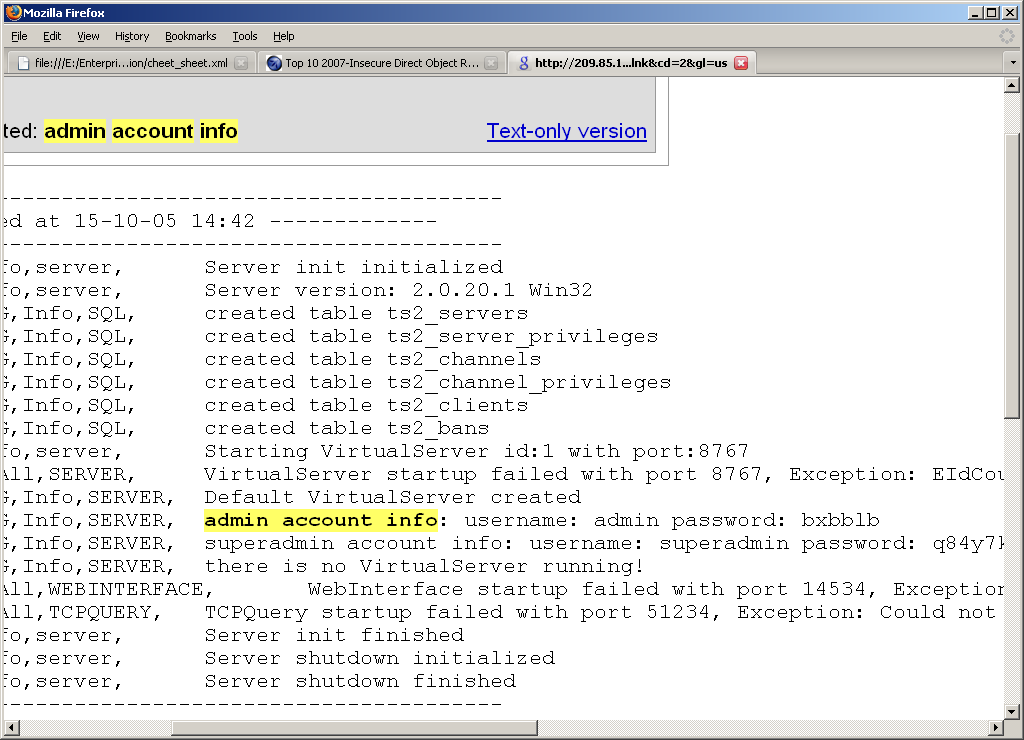 Mozilla Firefox
File Edit View History Bookmarks Tools Help
file:///E:/Enterpri...ion/cheet_sheet.xml Top 10 2007-Insecure Direct Object R... http://209.85.1...lnk&cd=2&gl=us
ted: admin account info Text-only version
---------------------------------------
ed at 15-10-05 14:42 -------------
---------------------------------------
fo,server, Server init initialized
fo,server, Server version: 2.0.20.1 Win32
G,Info,SQL, created table ts2_servers
G,Info,SQL, created table ts2_server_privileges
G,Info,SQL, created table ts2_channels
G,Info,SQL, created table ts2_channel_privileges
G,Info,SQL, created table ts2_clients
G,Info,SQL, created table ts2_bans
fo,server, Starting VirtualServer id:1 with port:8767
All,SERVER, VirtualServer startup failed with port 8767, Exception: EIdCou
G,Info,SERVER, Default VirtualServer created
G,Info,SERVER, admin account info: username: admin password: bxbblb
G,Info,SERVER, superadmin account info: username: superadmin password: q84y7k
G,Info,SERVER, there is no VirtualServer running!
All,WEBINTERFACE, WebInterface startup failed with port 14534, Exception
All,TCPQUERY, TCPQuery startup failed with port 51234, Exception: Could not
fo,server, Server init finished
fo,server, Server shutdown initialized
fo,server, Server shutdown finished
---------------------------------------